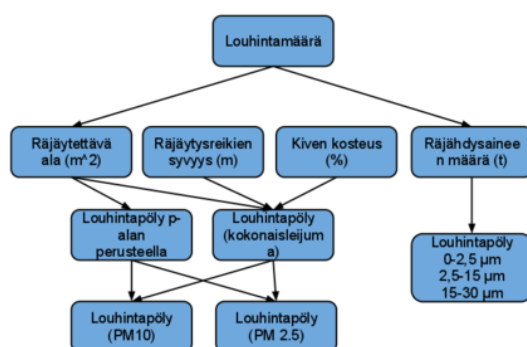 Louhintamäärä
Räjäytettävä
ala (m^2)
Räjäytysreikien
syvyys (m)
Kiven kosteus
(%)
Räjähdysainee
n määrä (t)
Louhintapöly p-
alan
perusteella
Louhintapöly
(kokonaisleijum
a)
Louhintapöly
0-2,5 µm
2,5-15 µm
15-30 µm
Louhintapöly
(PM10)
Louhintapöly
(PM 2.5)